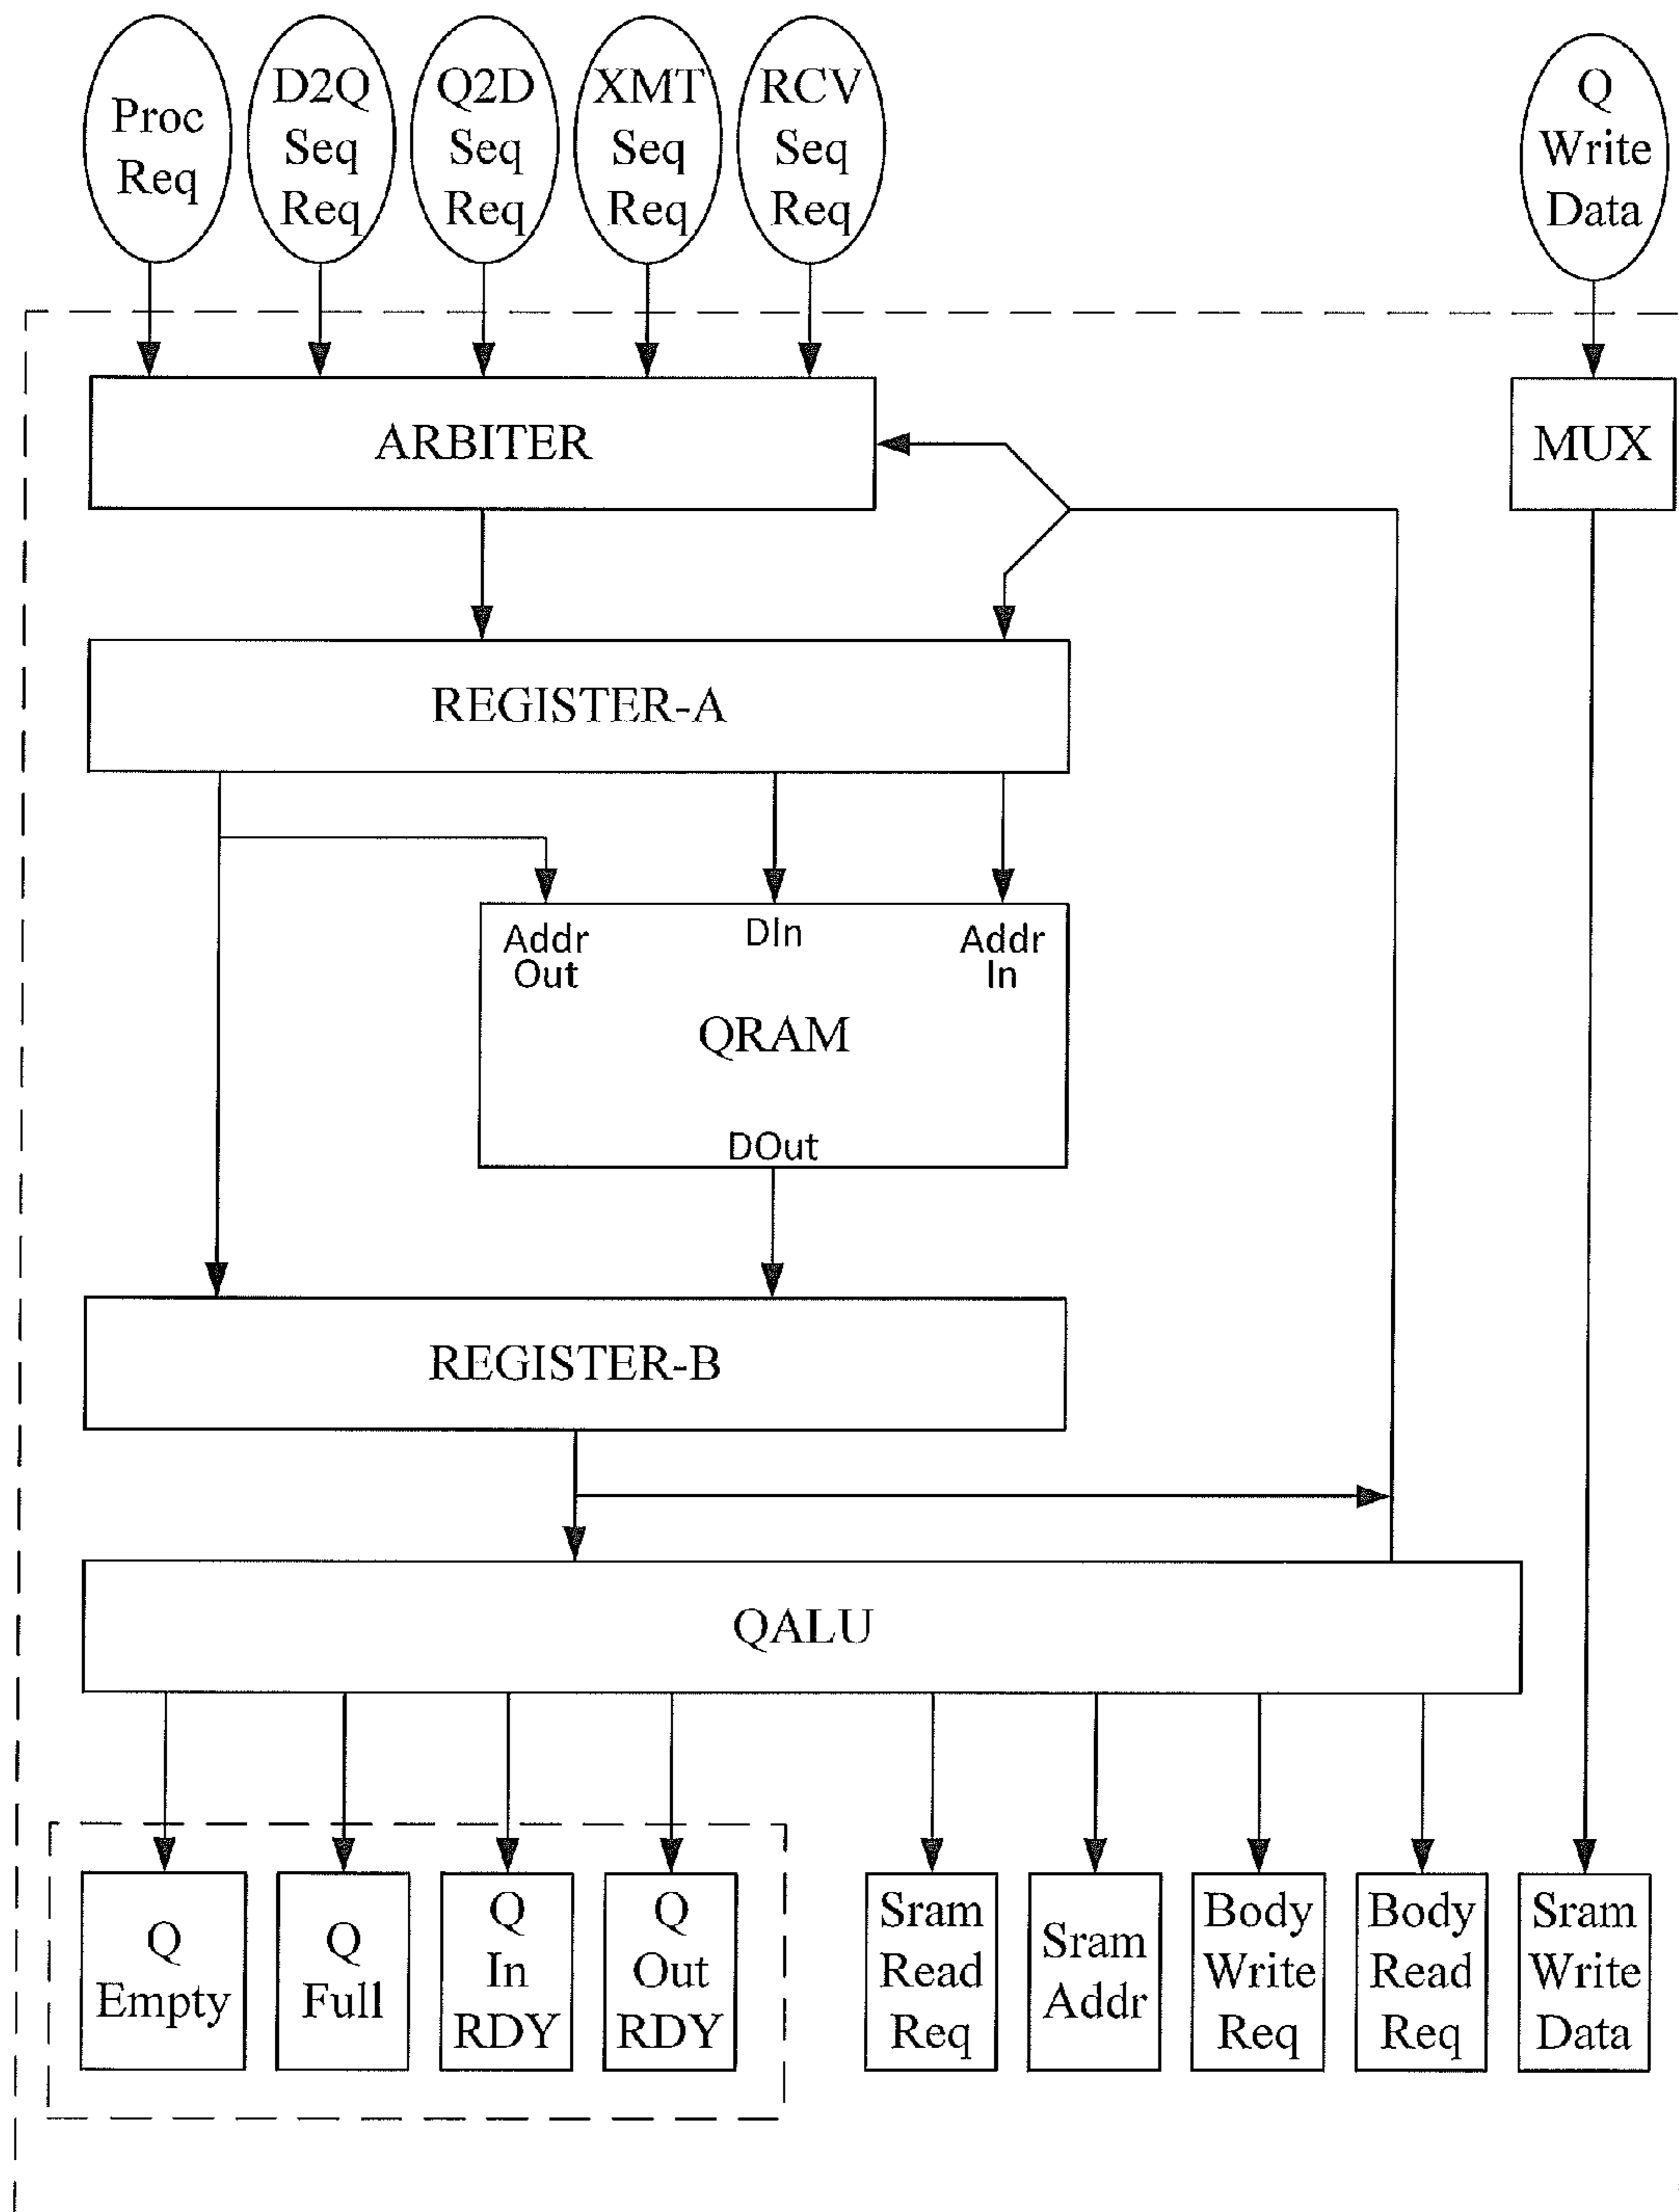 Proc
Req
D2Q
Seq
Req
Q2D
Seq
Req
XMT
Seq
Req
RCV
Seq
Req
Q
Write
Data
ARBITER
MUX
REGISTER-A
Addr
Out
DIn
Addr
In
QRAM
DOut
REGISTER-B
QALU
Q
Empty
Q
Full
Q
In
RDY
Q
Out
RDY
Sram
Read
Req
Sram
Addr
Body
Write
Req
Body
Read
Req
Sram
Write
Data